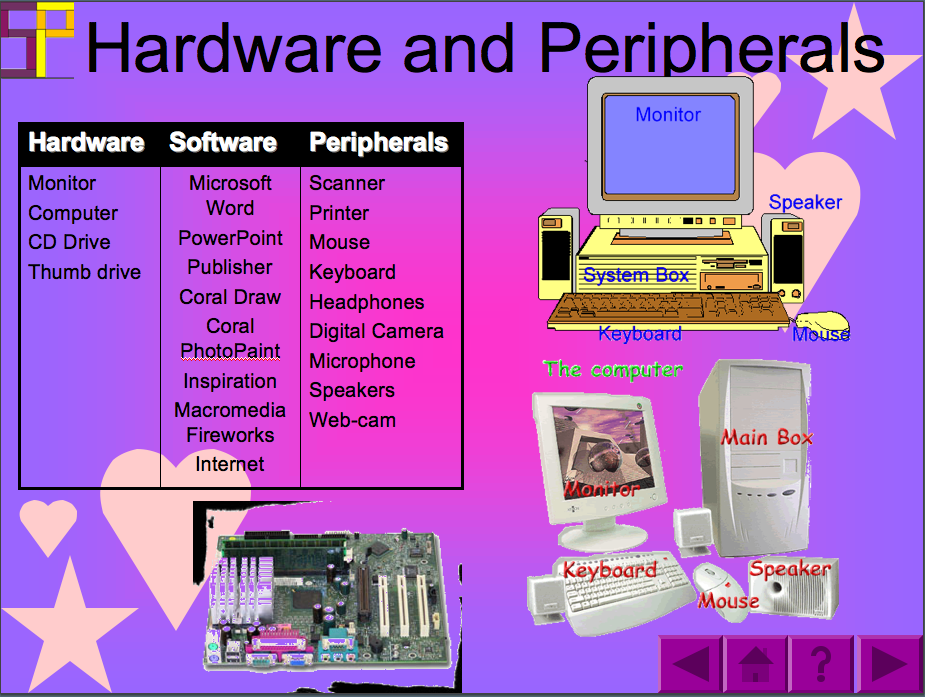 Hardware and Peripherals
Hardware
Monitor
Computer
CD Drive
Thumb drive
Software
Microsoft
Word
PowerPoint
Publisher
Coral Draw
Coral
PhotoPaint
Inspiration
Macromedia
Fireworks
Internet
Peripherals
Scanner
Printer
Mouse
Keyboard
Headphones
Digital Camera
Microphone
Speakers
Web-cam
Monitor
Speaker
System Box
Keyboard
Mouse
The computer
Main Box
Monitor
Keyboard
Speaker
Mouse
?